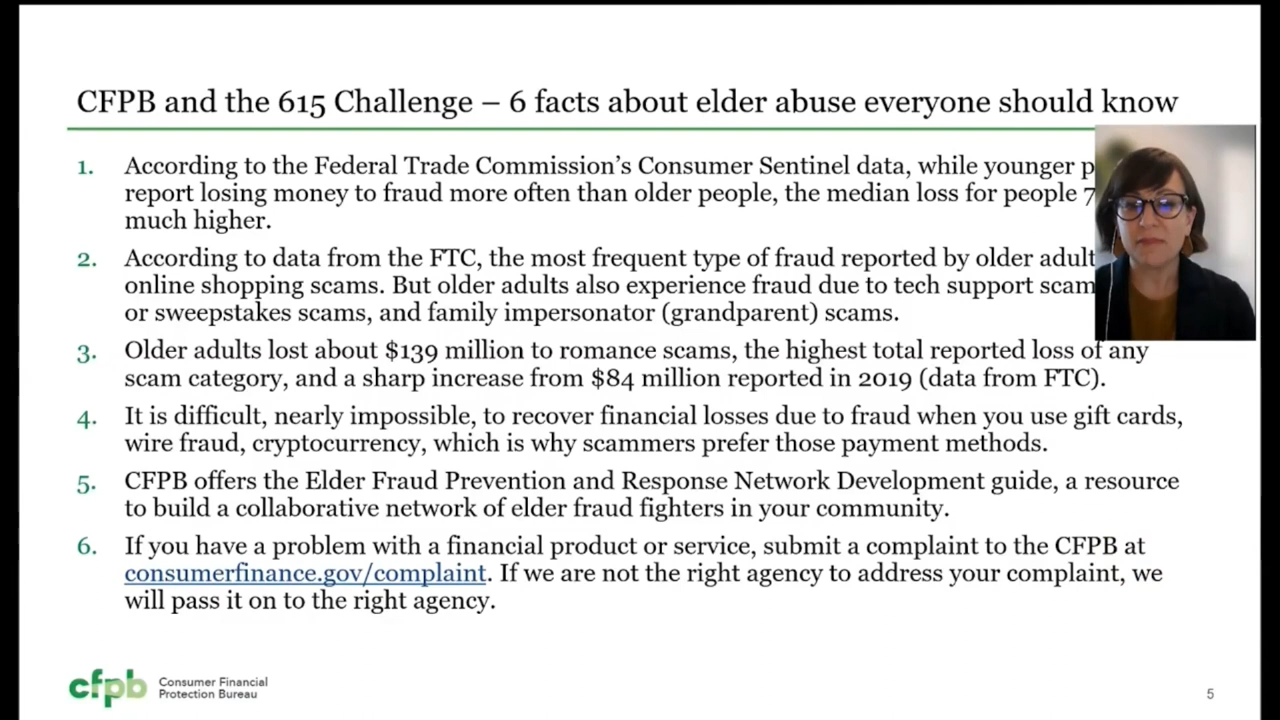 CFPB and the 615 Challenge – 6 facts about elder abuse everyone should know
1. According to the Federal Trade Commission's Consumer Sentinel data, while younger
report losing money to fraud more often than older people, the median loss for people
much higher.
2. According to data from the FTC, the most frequent type of fraud reported by older
online shopping scams. But older adults also experience fraud due to tech support
or sweepstakes scams, and family impersonator (grandparent) scams.
3. Older adults lost about $139 million to romance scams, the highest total reported loss of any
scam category, and a sharp increase from $84 million reported in 2019 (data from FTC).
4. It is difficult, nearly impossible, to recover financial losses due to fraud when you use gift cards,
wire fraud, cryptocurrency, which is why scammers prefer those payment methods.
5. CFPB offers the Elder Fraud Prevention and Response Network Development guide, a resource
to build a collaborative network of elder fraud fighters in your community.
6. If you have a problem with a financial product or service, submit a complaint to the CFPB at
consumerfinance.gov/complaint. If we are not the right agency to address your complaint, we
will pass it on to the right agency.
cfpb Consumer Financial
Protection Bureau
5